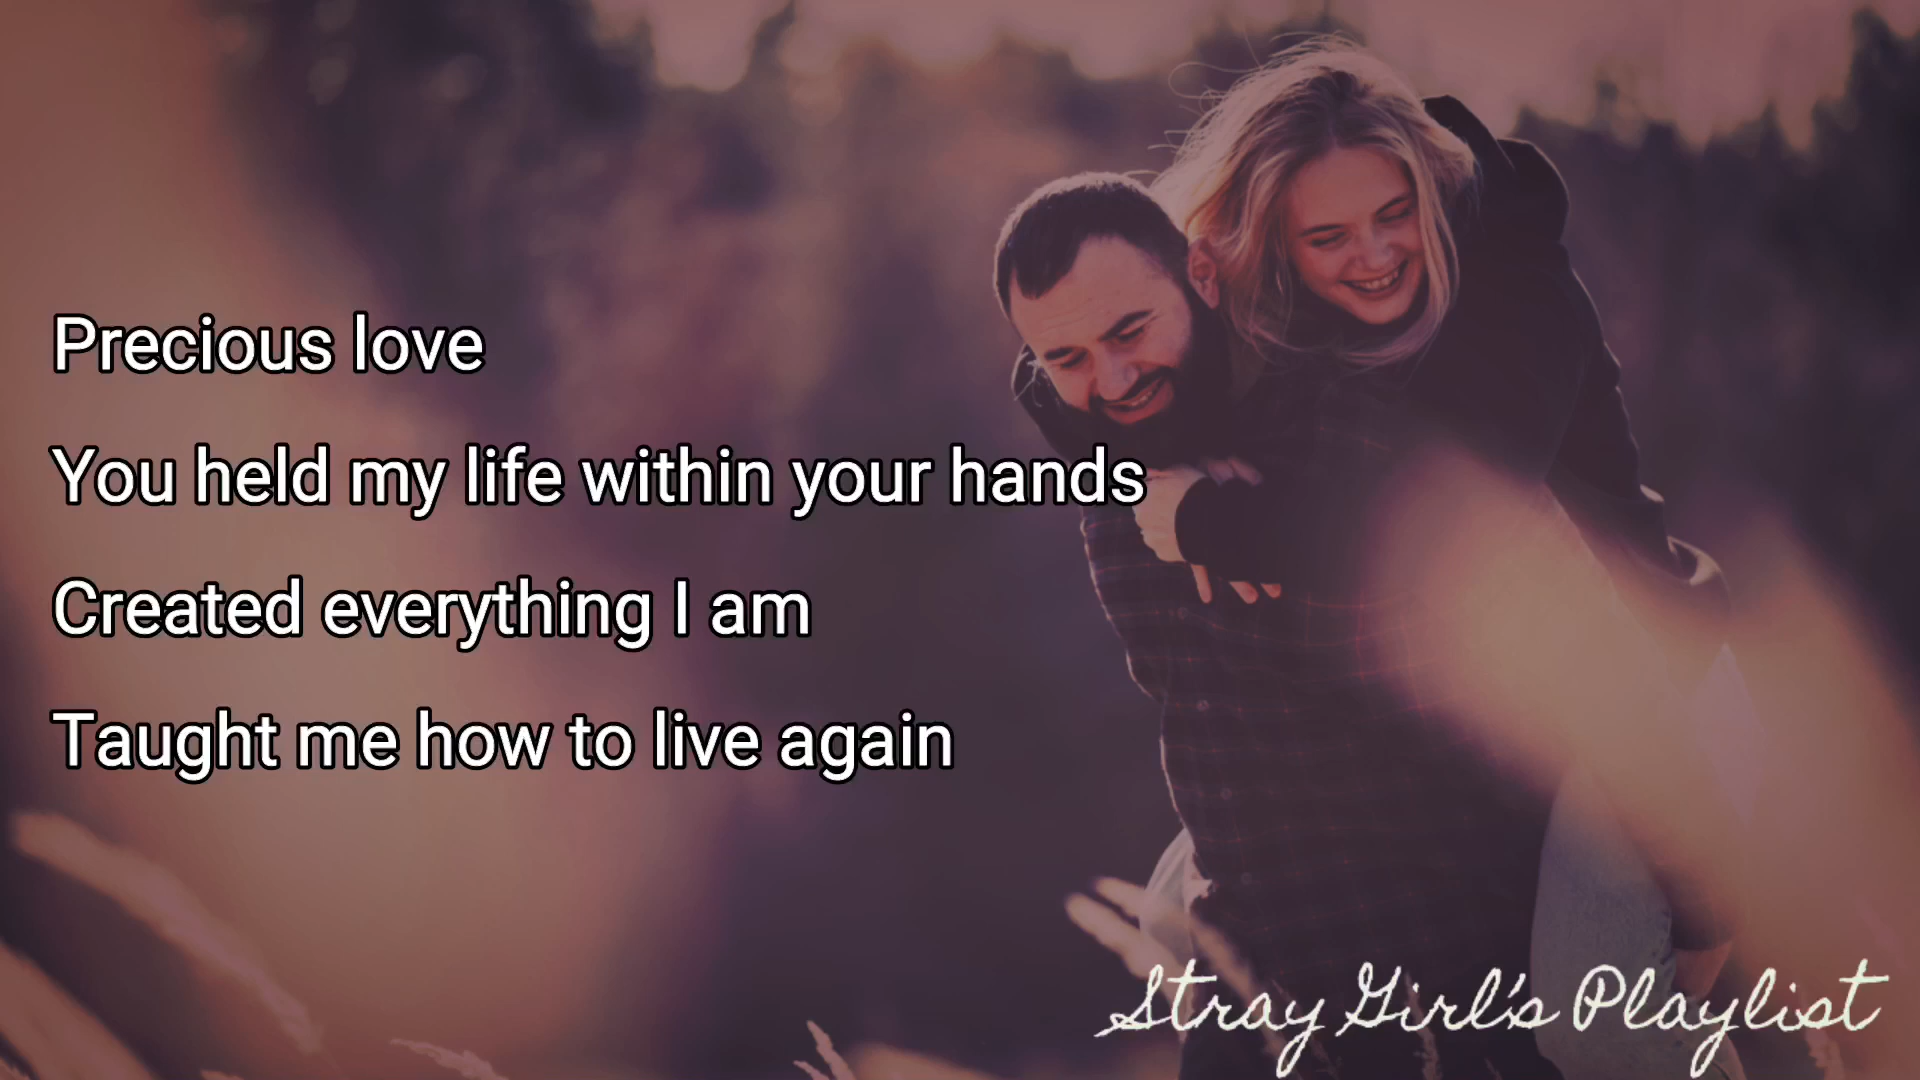 Precious love
You held my life within your hands
Created everything I am
Taught me how to live again
Stray Girl's Playlist